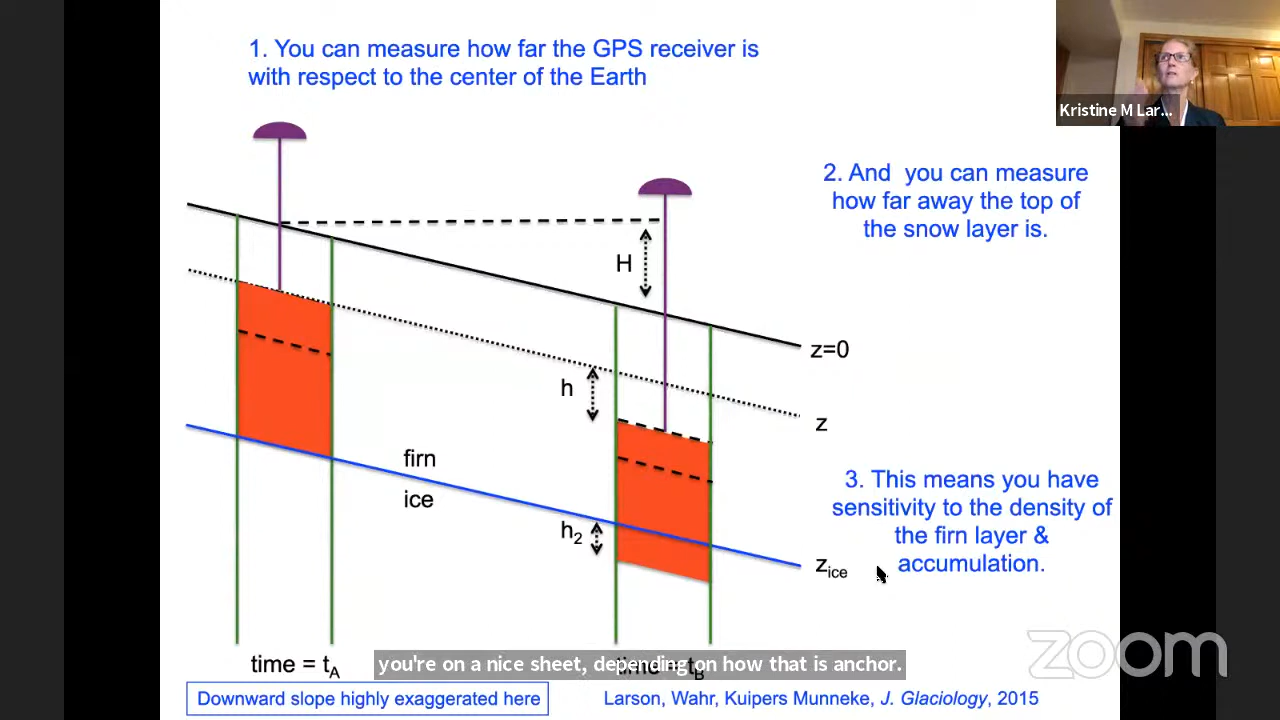 1. You can measure how far the GPS receiver is
with respect to the center of the Earth
Kristine M Lar...
2. And you can measure
how far away the top of
the snow layer is.
H
z=0
h
z
firn
ice
3. This means you have
sensitivity to the density of
the firn layer &
accumulation.
h2
zice
zoom
time = tA
time = tB
you're on a nice sheet, depending on how that is anchor.
Downward slope highly exaggerated here
Larson, Wahr, Kuipers Munneke, J. Glaciology, 2015